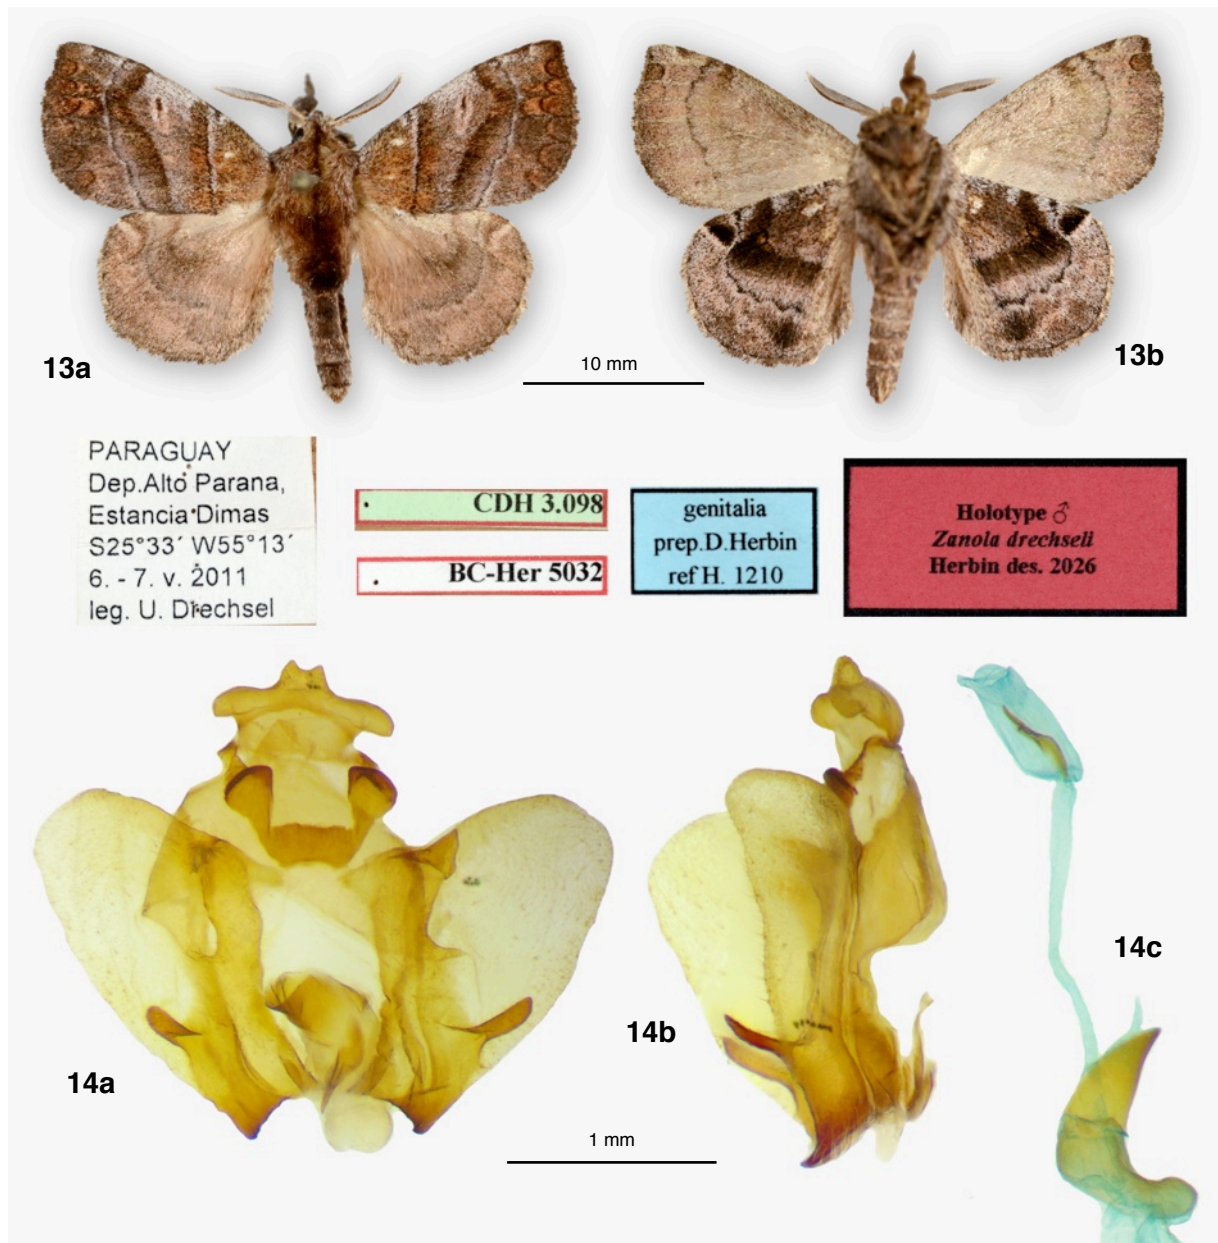 13a
10 mm
13b
PARAGUAY
Dep.Alto Parana,
Estancia Dimas
S25°33´ W55°13´
6. - 7. v. 2011
leg. U. Drechsel
CDH 3.098
BC-Her 5032
genitalia
prep.D.Herbin
ref H. 1210
Holotype ♂
Zanola drechseli
Herbin des. 2026
14a
14b
14c
1 mm